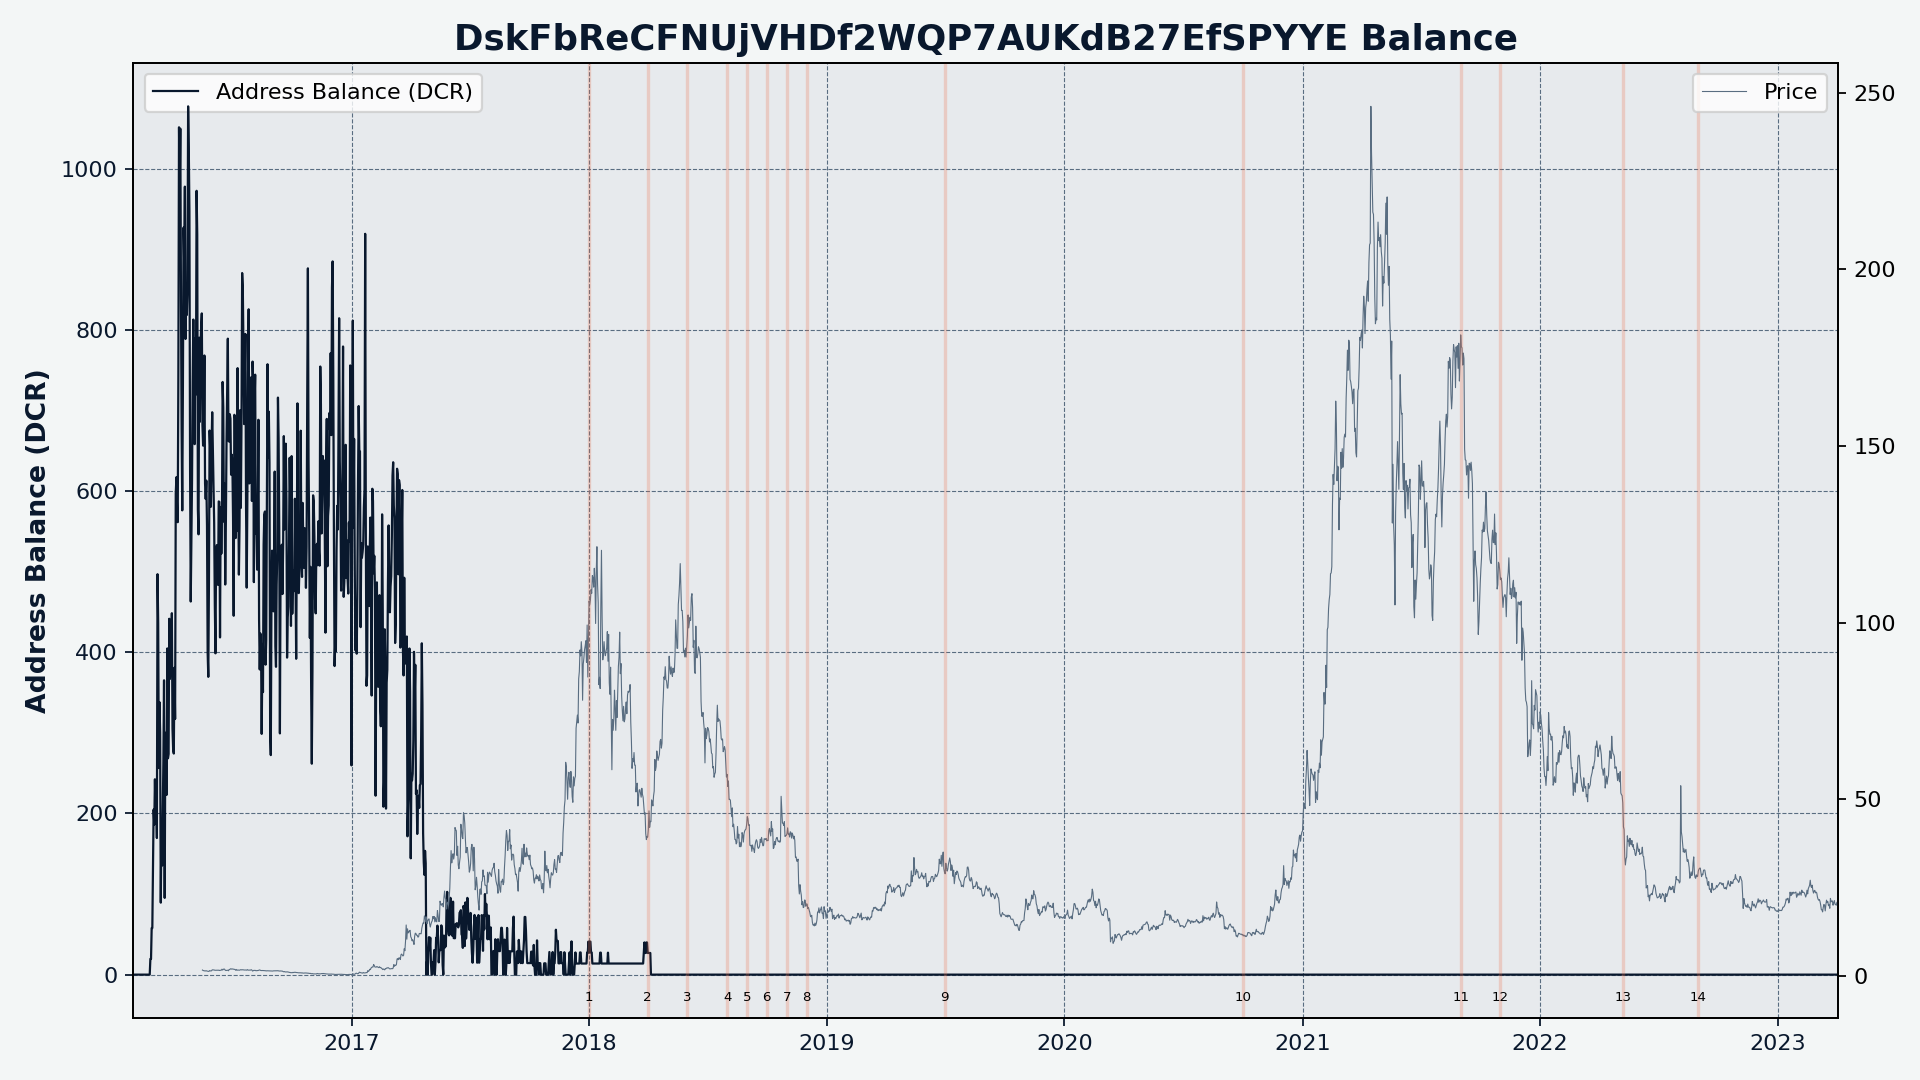 DskFbReCFNUjVHDf2WQP7AUKdB27EfSPYYE Balance
Address Balance (DCR)
Price
Address Balance (DCR)
1000
800
600
400
200
0
250
200
150
100
50
0
1 2 3 4 5 6 7 8 9 10 11 12 13 14
2017 2018 2019 2020 2021 2022 2023